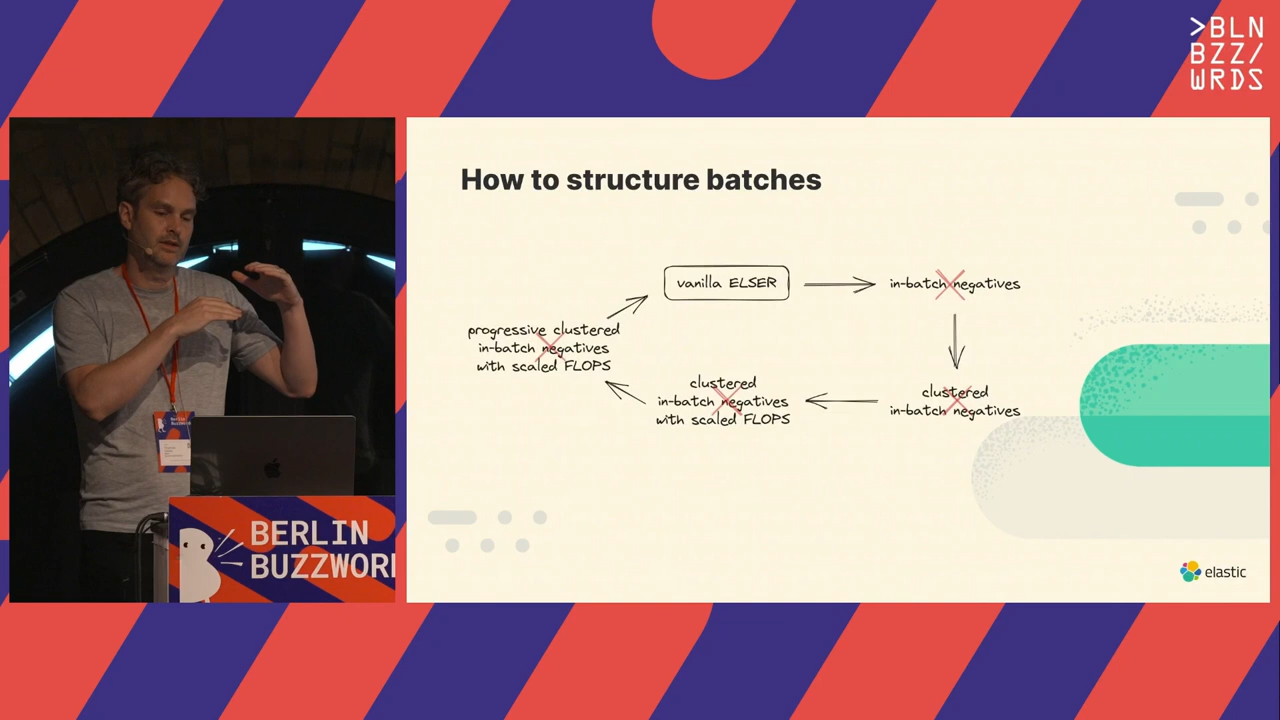 >BLN
BZZ/
WRDS
How to structure batches
vanilla ELSER
in-batch negatives
progressive clustered
in-batch negatives
with scaled FLOPS
clustered
in-batch negatives
with scaled FLOPS
clustered
in-batch negatives
elastic
BERLIN
BUZZWOR